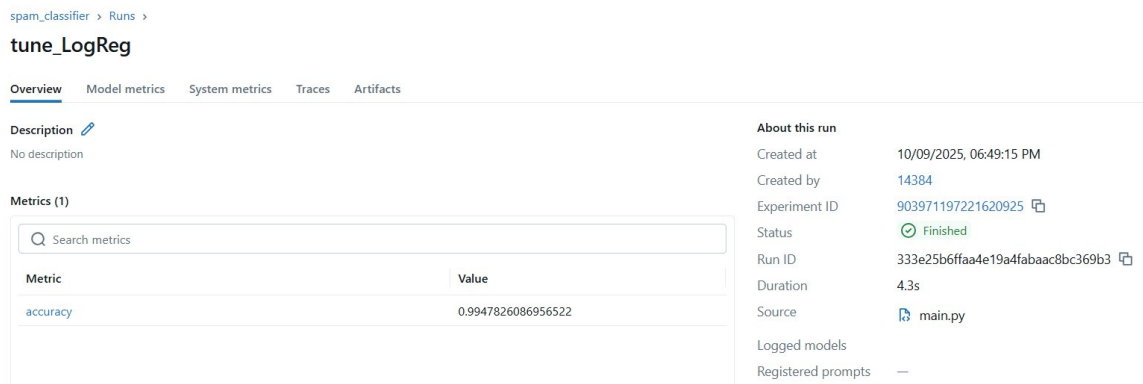 spam_classifier › Runs ›
tune_LogReg
Overview Model metrics System metrics Traces Artifacts
Description
No description
Metrics (1)
Search metrics
Metric Value
accuracy 0.9947826086956522
About this run
Created at 10/09/2025, 06:49:15 PM
Created by 14384
Experiment ID 903971197221620925
Status Finished
Run ID 333e25b6ffaa4e19a4fabaac8bc369b3
Duration 4.3s
Source main.py
Logged models
Registered prompts —